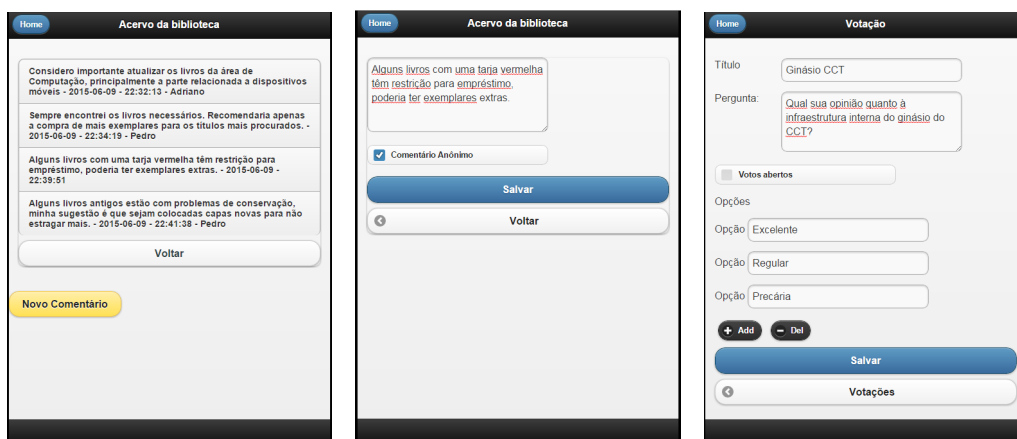 Home
Acervo da biblioteca
Considero importante atualizar os livros da área de
Computação, principalmente a parte relacionada a dispositivos
móveis - 2015-06-09 - 22:32:13 - Adriano
Sempre encontrei os livros necessários. Recomendaria apenas
a compra de mais exemplares para os títulos mais procurados. -
2015-06-09 - 22:34:19 - Pedro
Alguns livros com uma tarja vermelha têm restrição para
empréstimo, poderia ter exemplares extras. - 2015-06-09 -
22:39:51
Alguns livros antigos estão com problemas de conservação,
minha sugestão é que sejam colocadas capas novas para não
estragar mais. - 2015-06-09 - 22:41:38 - Pedro
Voltar
Novo Comentário
Home
Acervo da biblioteca
Alguns livros com uma tarja vermelha
têm restrição para empréstimo,
poderia ter exemplares extras.
Comentário Anônimo
Salvar
Voltar
Home
Votação
Título
Ginásio CCT
Pergunta:
Qual sua opinião quanto à
infraestrutura interna do ginásio do
CCT?
Votos abertos
Opções
Opção Excelente
Opção Regular
Opção Precária
Add
Del
Salvar
Votações